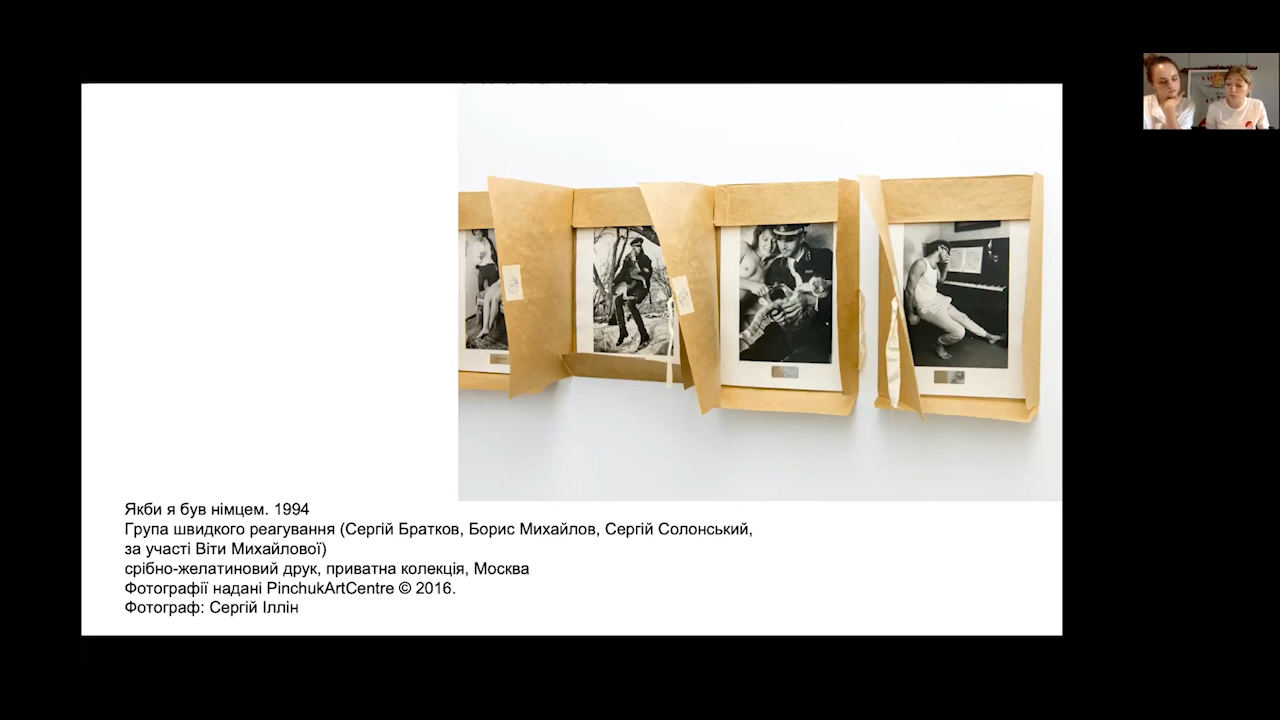 Якби я був німцем. 1994
Група швидкого реагування (Сергій Братков, Борис Михайлов, Сергій Солонський,
за участі Віти Михайлової)
срібно-желатиновий друк, приватна колекція, Москва
Фотографії надані PinchukArtCentre © 2016.
Фотограф: Сергій Іллін